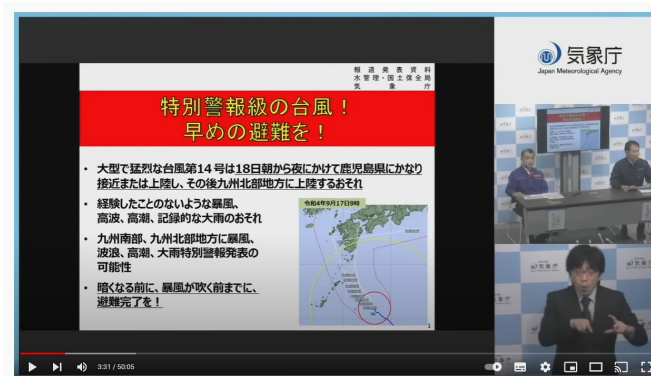 報道発表資料
水管理・国土保全局
気象庁
特別警報級の台風！
早めの避難を！
・ 大型で猛烈な台風第14号は18日朝から夜にかけて鹿児島県にかなり
接近または上陸し、その後九州北部地方に上陸するおそれ
・ 経験したことのないような暴風、
高波、高潮、記録的な大雨のおそれ
・ 九州南部、九州北部地方に暴風、
波浪、高潮、大雨特別警報発表の
可能性
・ 暗くなる前に、暴風が吹く前までに、
避難完了を！
令和4年9月17日9時
1
気象庁
Japan Meteorological Agency
3:31 / 50:05